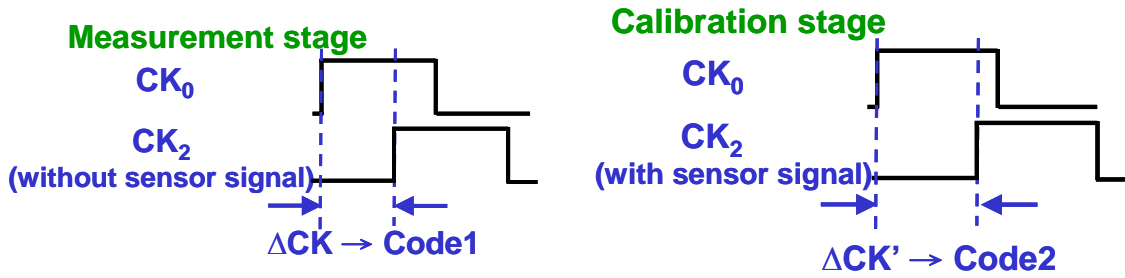 Measurement stage
CK₀
CK₂
(without sensor signal)
ΔCK → Code1
Calibration stage
CK₀
CK₂
(with sensor signal)
ΔCK' → Code2